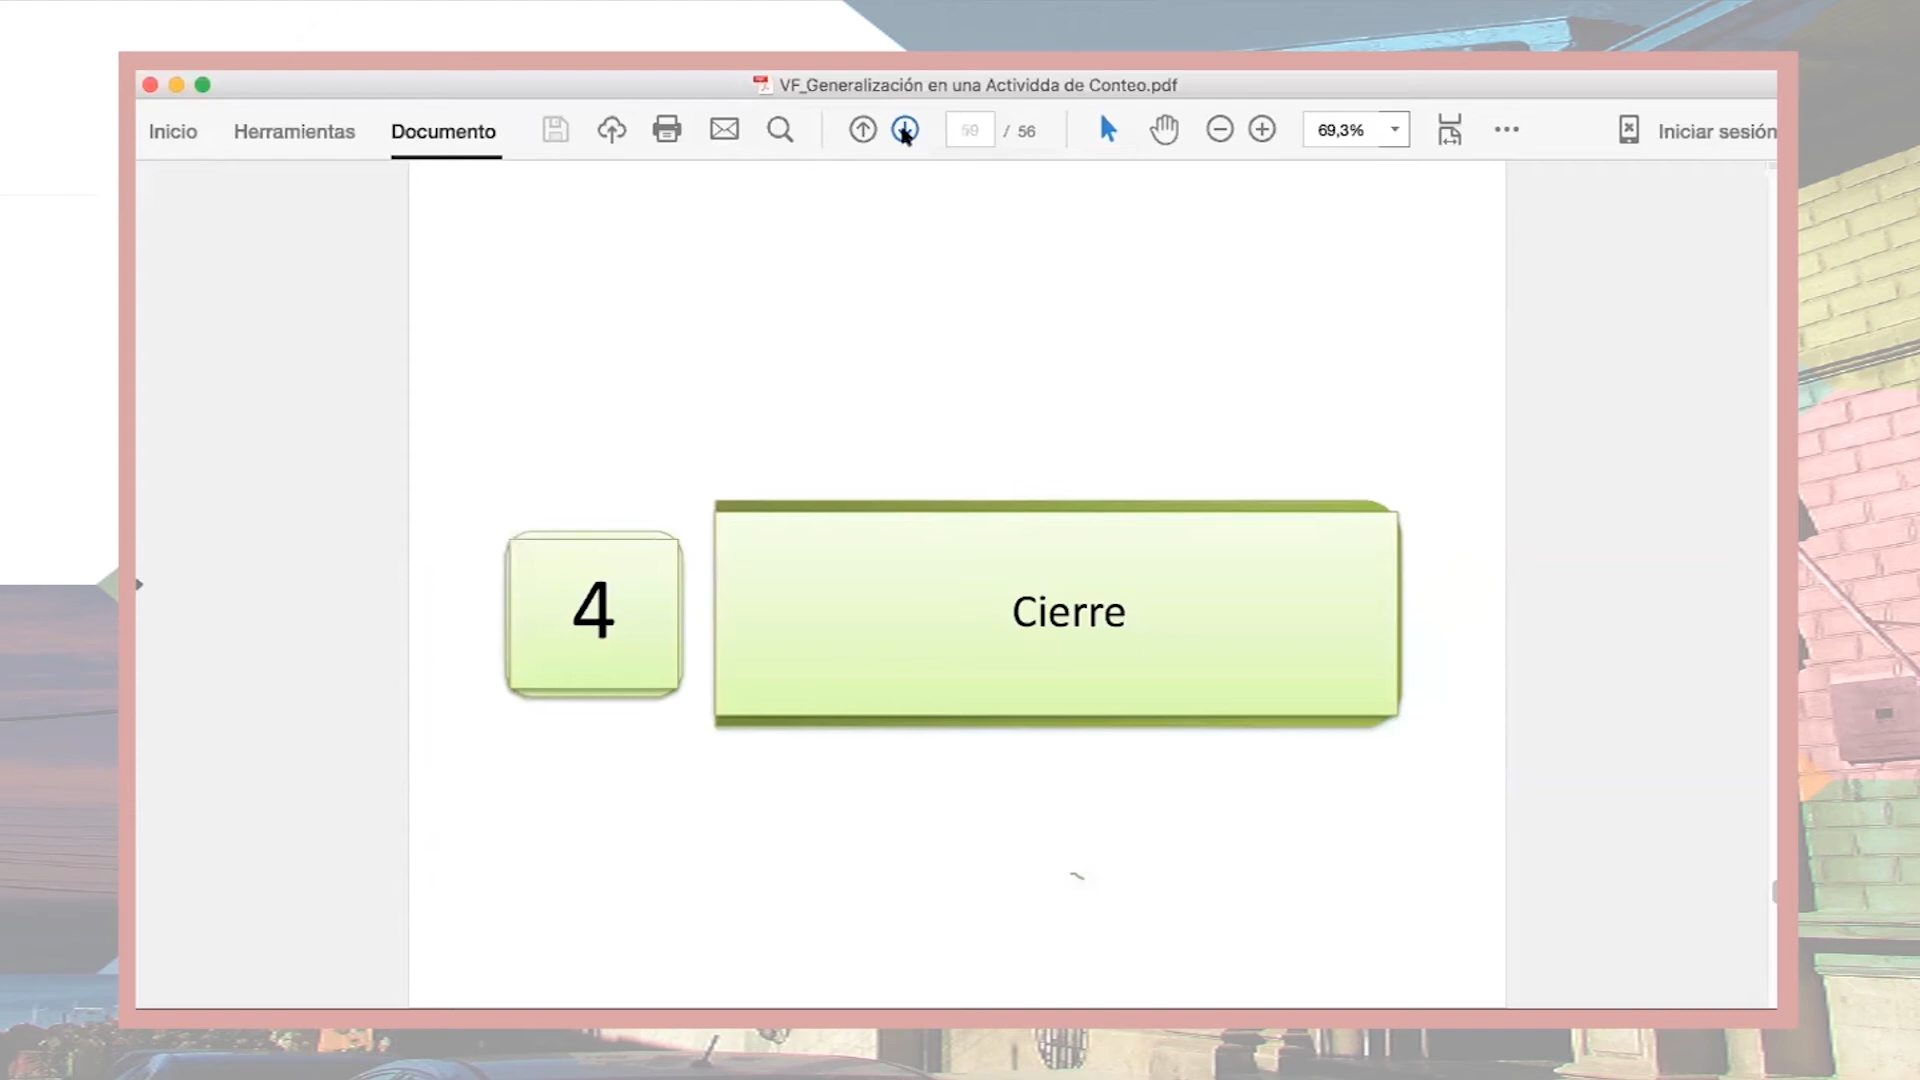 VF_Generalización en una Actividda de Conteo.pdf
Inicio Herramientas Documento / 56 69,3% Iniciar sesión
4
Cierre